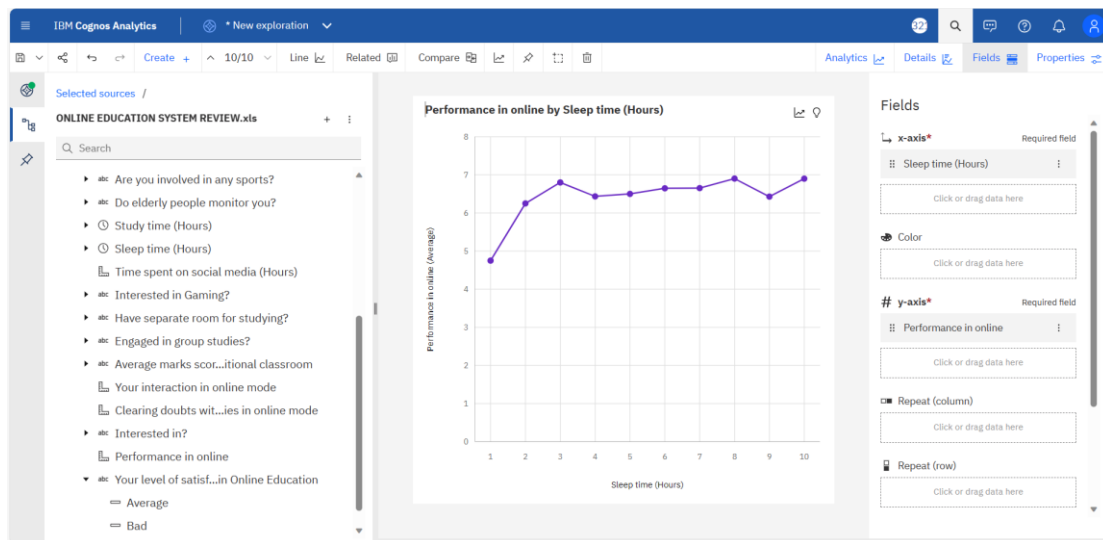 IBM Cognos Analytics
* New exploration
Create +
10/10
Line
Related
Compare
Analytics
Details
Fields
Properties
Selected sources /
ONLINE EDUCATION SYSTEM REVIEW.xls
Search
abc Are you involved in any sports?
abc Do elderly people monitor you?
Study time (Hours)
Sleep time (Hours)
Time spent on social media (Hours)
abc Interested in Gaming?
abc Have separate room for studying?
abc Engaged in group studies?
abc Average marks scor...itional classroom
Your interaction in online mode
Clearing doubts wit...ies in online mode
abc Interested in?
Performance in online
abc Your level of satisf...in Online Education
Average
Bad
Performance in online by Sleep time (Hours)
Performance in online (Average)
8
7
6
5
4
3
2
1
0
1 2 3 4 5 6 7 8 9 10
Sleep time (Hours)
Fields
x-axis* Required field
Sleep time (Hours)
Click or drag data here
Color
Click or drag data here
# y-axis* Required field
Performance in online
Click or drag data here
Repeat (column)
Click or drag data here
Repeat (row)
Click or drag data here